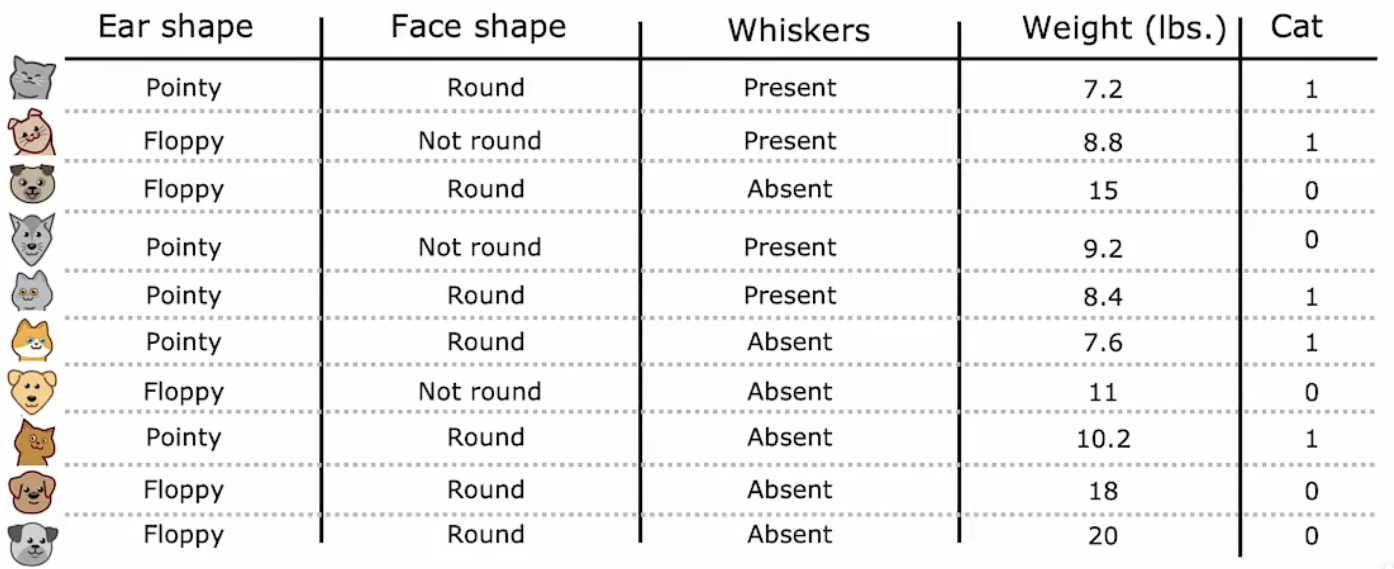 Ear shape Face shape Whiskers Weight (lbs.) Cat
Pointy Round Present 7.2 1
Floppy Not round Present 8.8 1
Floppy Round Absent 15 0
Pointy Not round Present 9.2 0
Pointy Round Present 8.4 1
Pointy Round Absent 7.6 1
Floppy Not round Absent 11 0
Pointy Round Absent 10.2 1
Floppy Round Absent 18 0
Floppy Round Absent 20 0